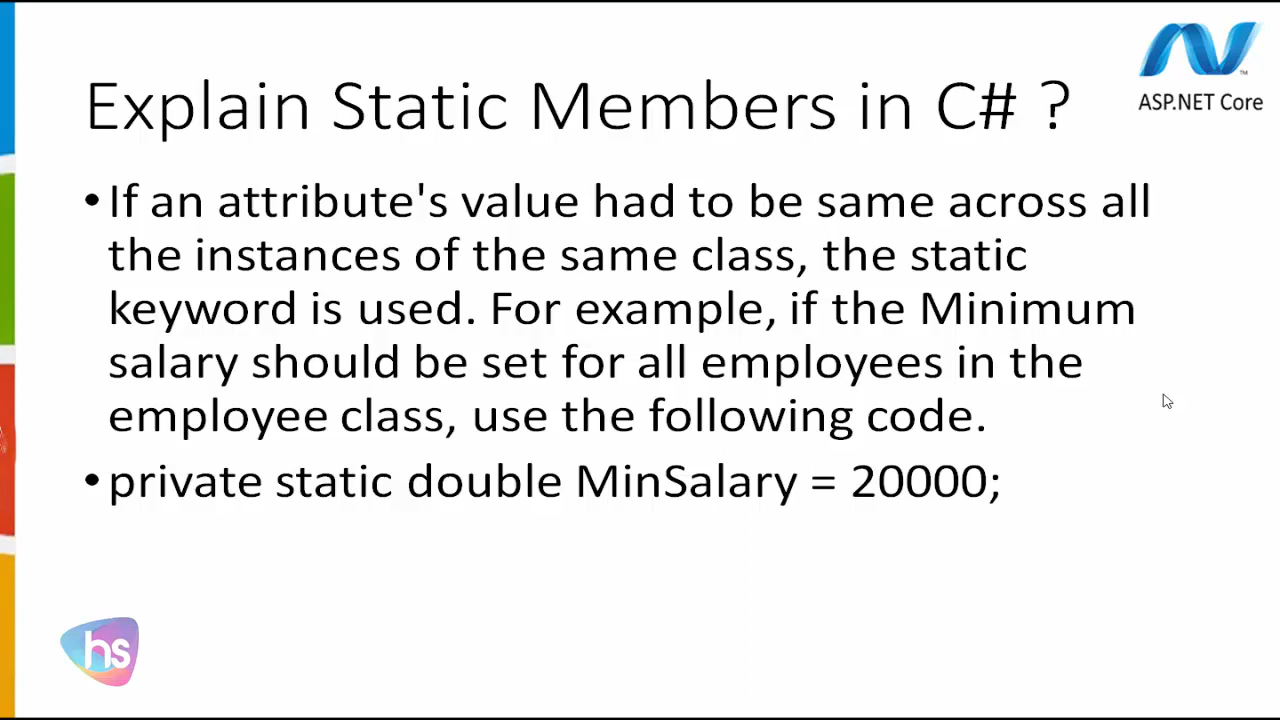 Explain Static Members in C# ?
ASP.NET Core
• If an attribute's value had to be same across all
the instances of the same class, the static
keyword is used. For example, if the Minimum
salary should be set for all employees in the
employee class, use the following code.
• private static double MinSalary = 20000;
hs